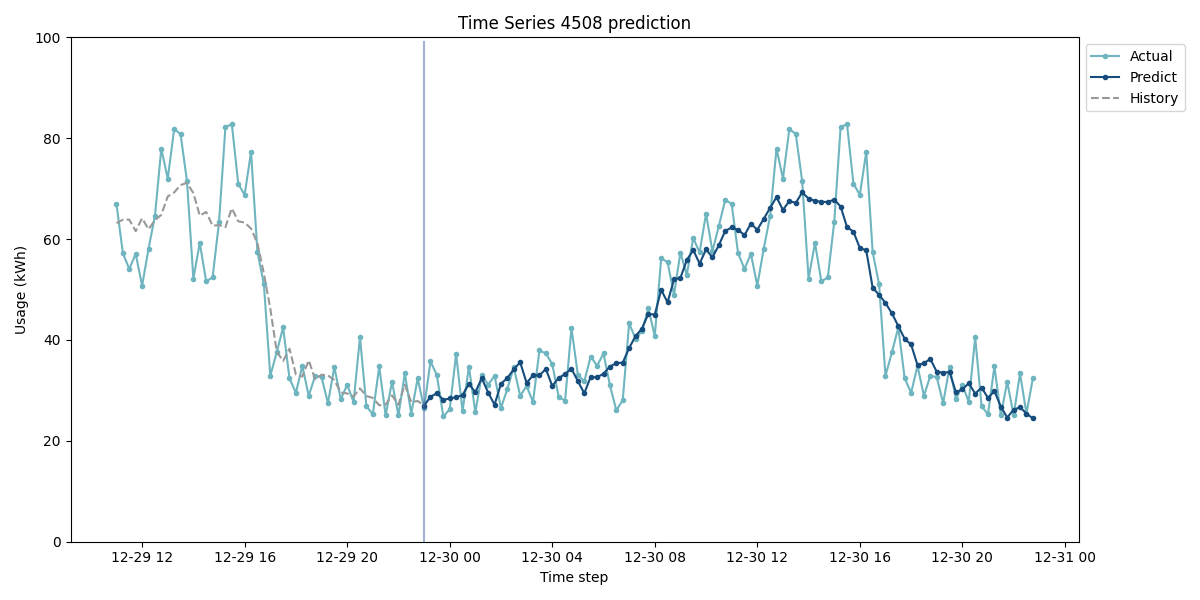 Time Series 4508 prediction
Actual
Predict
History
Usage (kWh)
100
80
60
40
20
0
12-29 12
12-29 16
12-29 20
12-30 00
12-30 04
12-30 08
12-30 12
12-30 16
12-30 20
12-31 00
Time step